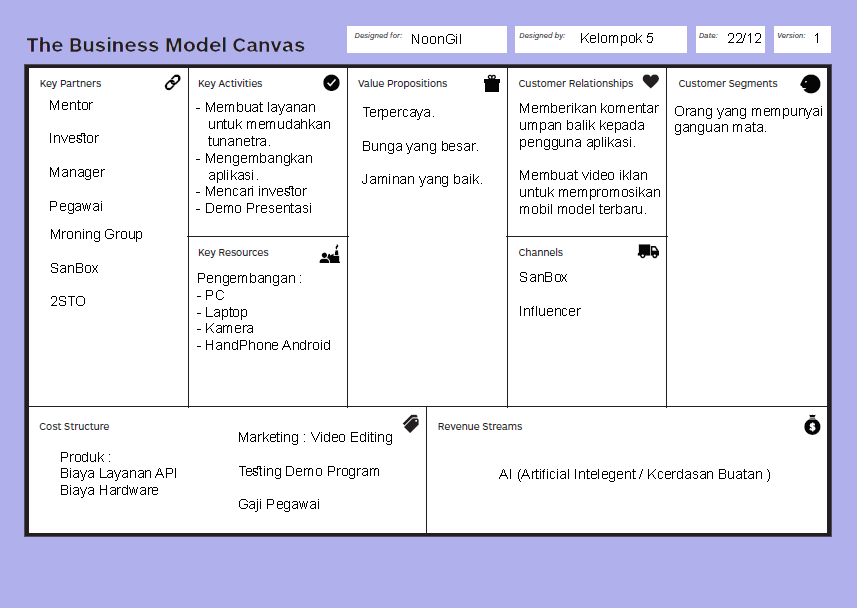 The Business Model Canvas
Designed for: NoonGil
Designed by: Kelompok 5
Date: 22/12
Version: 1
Key Partners
Mentor
Investor
Manager
Pegawai
Mroning Group
SanBox
2STO
Key Activities
- Membuat layanan
untuk memudahkan
tunanetra.
- Mengembangkan
aplikasi.
- Mencari investor
- Demo Presentasi
Key Resources
Pengembangan :
- PC
- Laptop
- Kamera
- HandPhone Android
Value Propositions
Terpercaya.
Bunga yang besar.
Jaminan yang baik.
Customer Relationships
Memberikan komentar
umpan balik kepada
pengguna aplikasi.
Membuat video iklan
untuk mempromosikan
mobil model terbaru.
Channels
SanBox
Influencer
Customer Segments
Orang yang mempunyai
ganguan mata.
Cost Structure
Produk :
Biaya Layanan API
Biaya Hardware
Marketing : Video Editing
Testing Demo Program
Gaji Pegawai
Revenue Streams
AI (Artificial Intelegent / Kcerdasan Buatan )